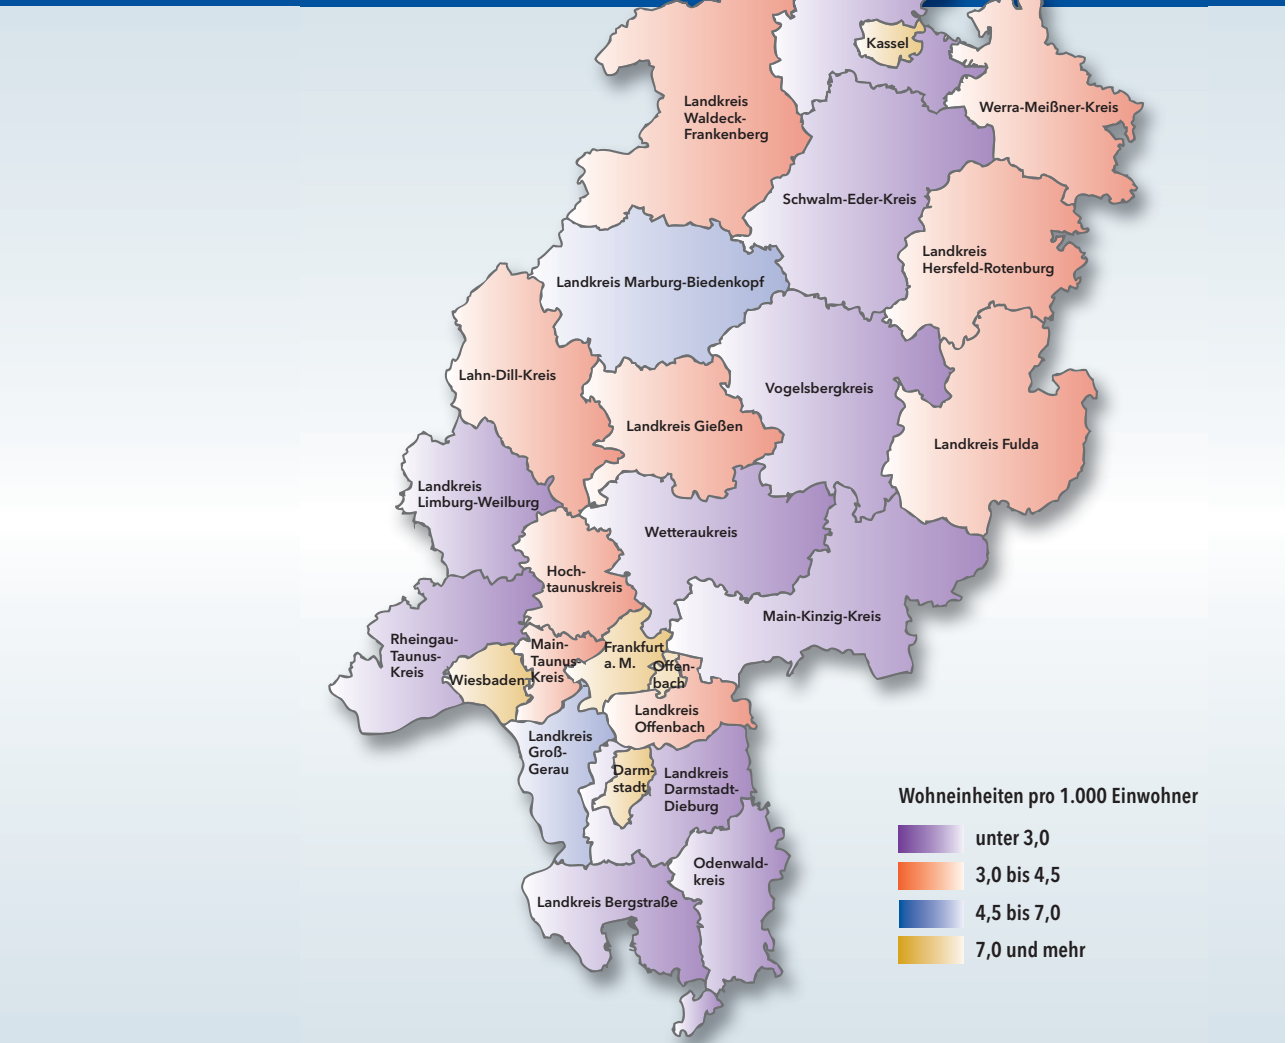 Kassel
Landkreis
Waldeck-
Frankenberg
Werra-Meißner-Kreis
Schwalm-Eder-Kreis
Landkreis
Hersfeld-Rotenburg
Landkreis Marburg-Biedenkopf
Lahn-Dill-Kreis
Vogelsbergkreis
Landkreis Gießen
Landkreis Fulda
Landkreis
Limburg-Weilburg
Wetteraukreis
Hoch-
taunuskreis
Main-Kinzig-Kreis
Rheingau-
Taunus-
Kreis
Wiesbaden
Main-
Taunus-
Kreis
Frankfurt
a. M.
Offen-
bach
Landkreis
Offenbach
Landkreis
Groß-
Gerau
Darm-
stadt
Landkreis
Darmstadt-
Dieburg
Odenwald-
kreis
Landkreis Bergstraße
Wohneinheiten pro 1.000 Einwohner
unter 3,0
3,0 bis 4,5
4,5 bis 7,0
7,0 und mehr